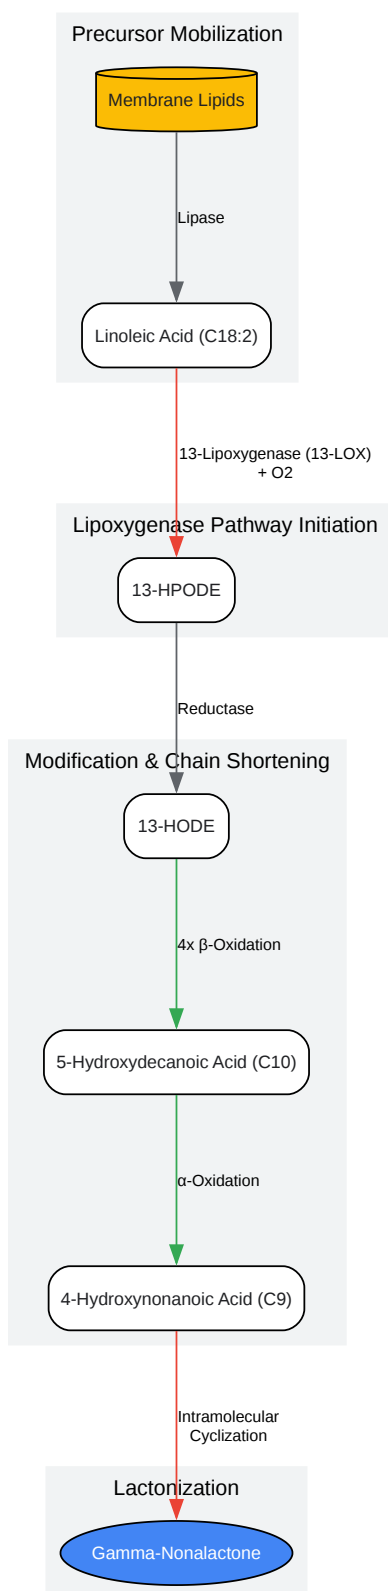 Precursor Mobilization
Membrane Lipids
Lipase
Linoleic Acid (C18:2)
13-Lipoxygenase (13-LOX)
+ O2
Lipoxygenase Pathway Initiation
13-HPODE
Reductase
Modification & Chain Shortening
13-HODE
4x β-Oxidation
5-Hydroxydecanoic Acid (C10)
α-Oxidation
4-Hydroxynonanoic Acid (C9)
Intramolecular
Cyclization
Lactonization
Gamma-Nonalactone